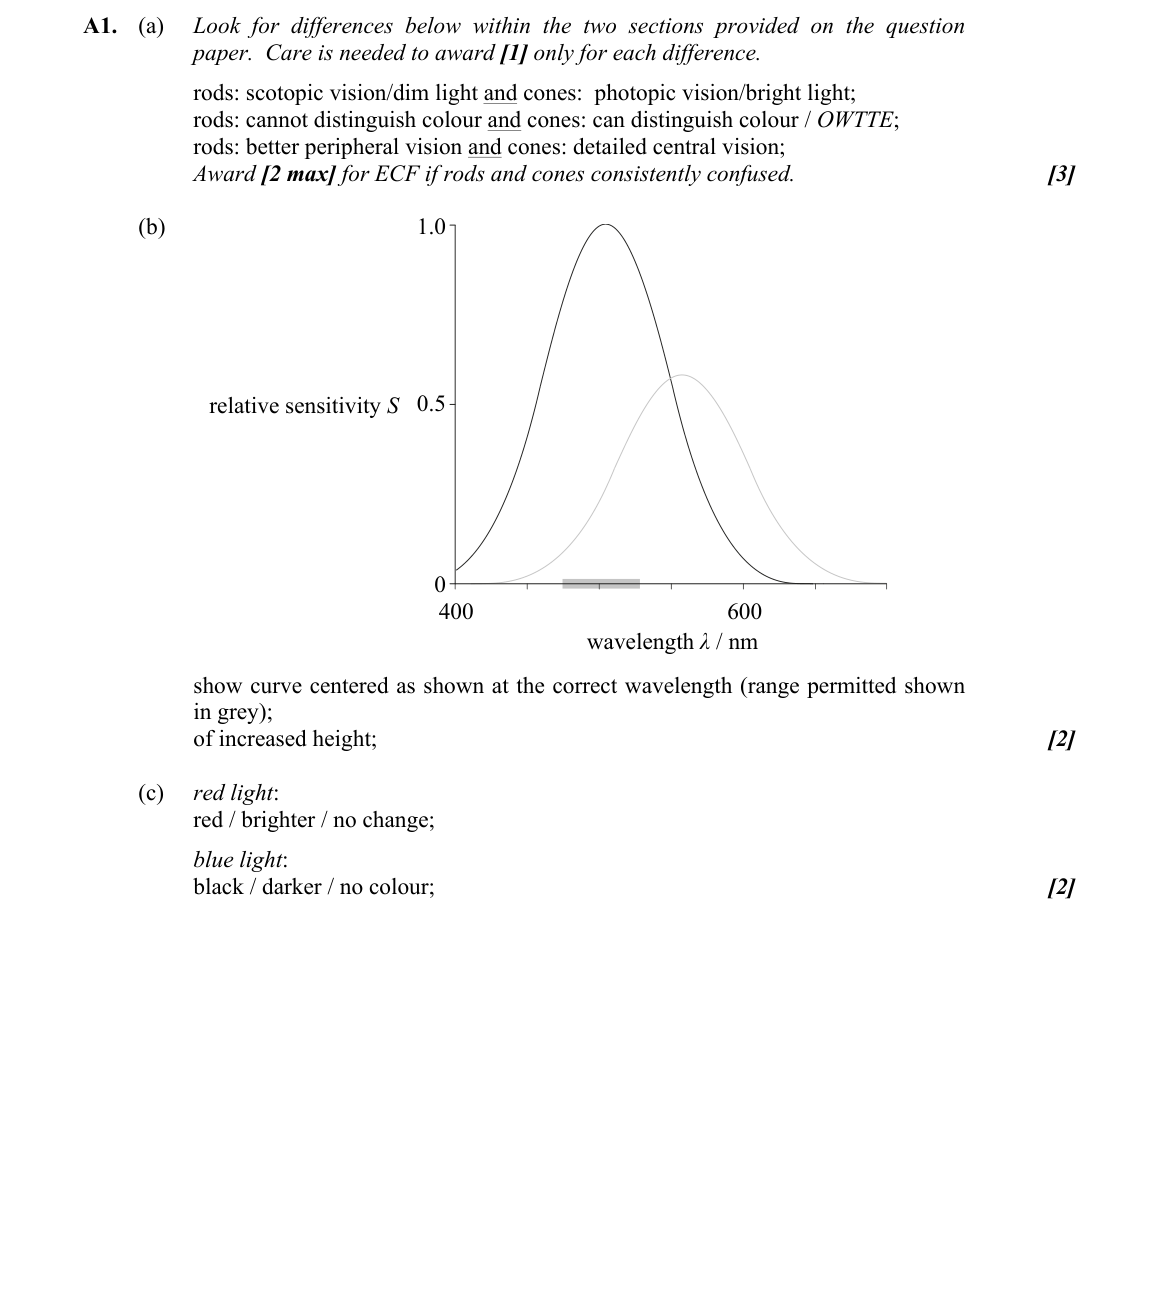 A1. (a) Look for differences below within the two sections provided on the question
paper. Care is needed to award [1] only for each difference.
rods: scotopic vision/dim light and cones: photopic vision/bright light;
rods: cannot distinguish colour and cones: can distinguish colour / OWTTE;
rods: better peripheral vision and cones: detailed central vision;
Award [2 max] for ECF if rods and cones consistently confused. [3]
(b)
1.0
relative sensitivity S 0.5
0
400 600
wavelength λ / nm
show curve centered as shown at the correct wavelength (range permitted shown
in grey);
of increased height; [2]
(c) red light:
red / brighter / no change;
blue light:
black / darker / no colour; [2]